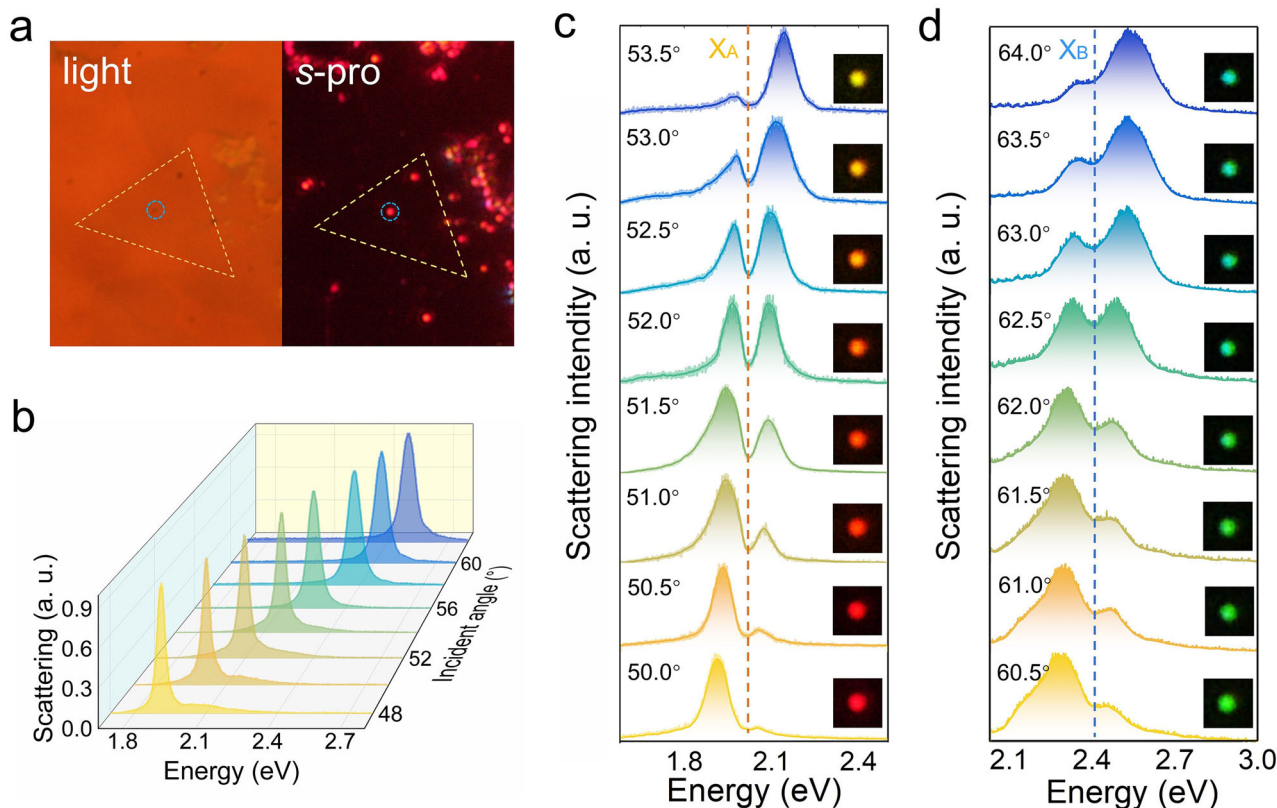 a
light
s-pro
b
Scattering (a. u.)
0.9
0.6
0.3
0.0
1.8 2.1 2.4 2.7
Energy (eV)
48
52
56
60
Incident angle (°)
c
Scattering intendity (a. u.)
XA
53.5°
53.0°
52.5°
52.0°
51.5°
51.0°
50.5°
50.0°
1.8 2.1 2.4
Energy (eV)
d
Scattering intendity (a. u.)
XB
64.0°
63.5°
63.0°
62.5°
62.0°
61.5°
61.0°
60.5°
2.1 2.4 2.7 3.0
Energy (eV)